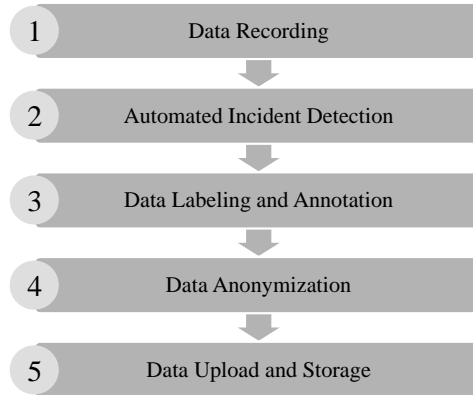 1 Data Recording
2 Automated Incident Detection
3 Data Labeling and Annotation
4 Data Anonymization
5 Data Upload and Storage